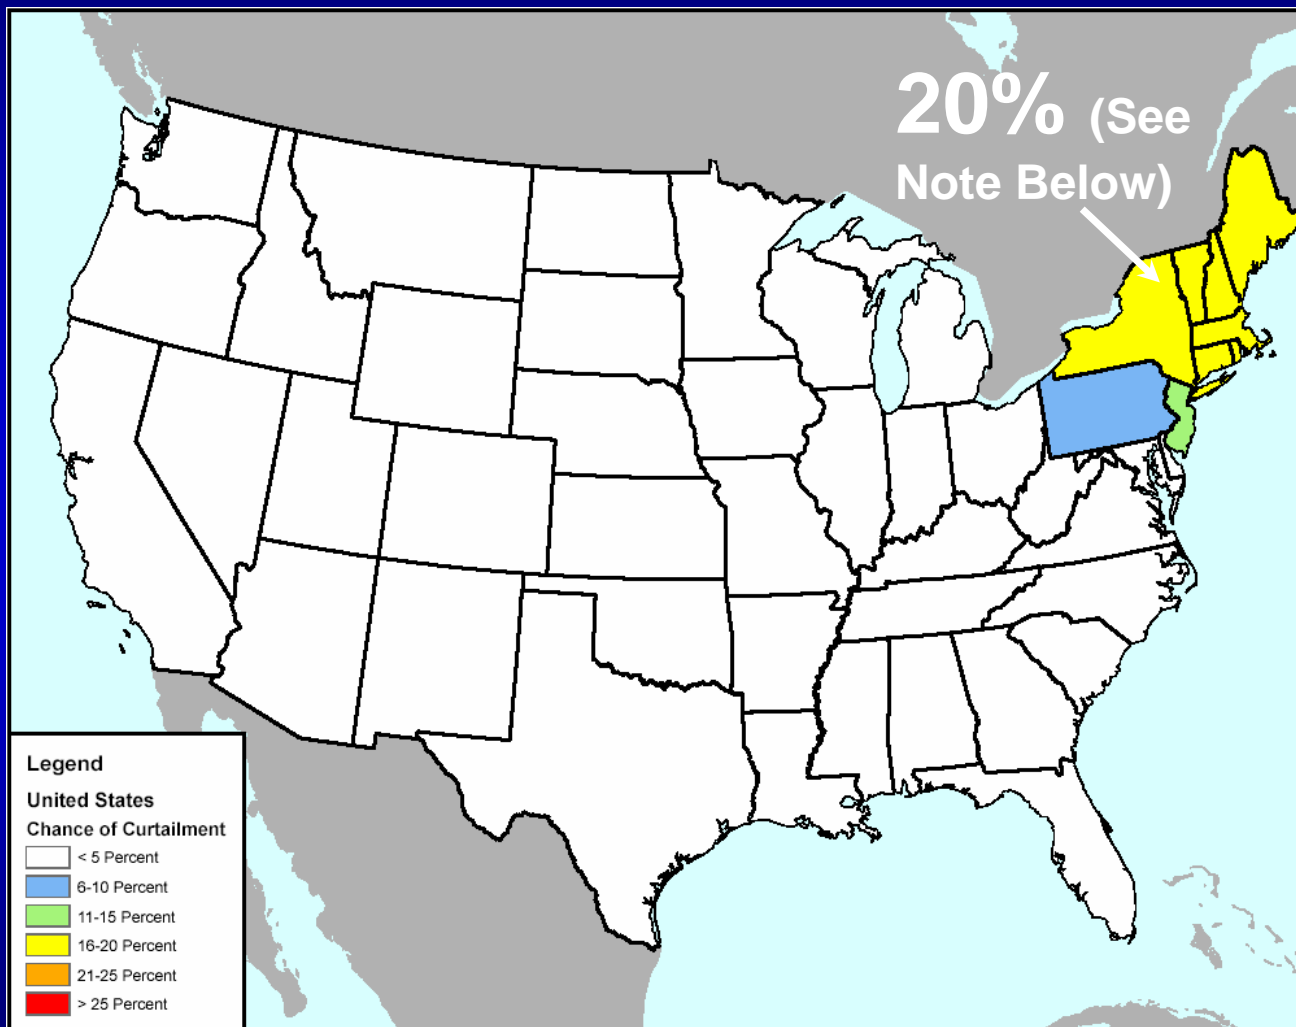 20% (See
Note Below)
Legend
United States
Chance of Curtailment
< 5 Percent
6-10 Percent
11-15 Percent
16-20 Percent
21-25 Percent
> 25 Percent